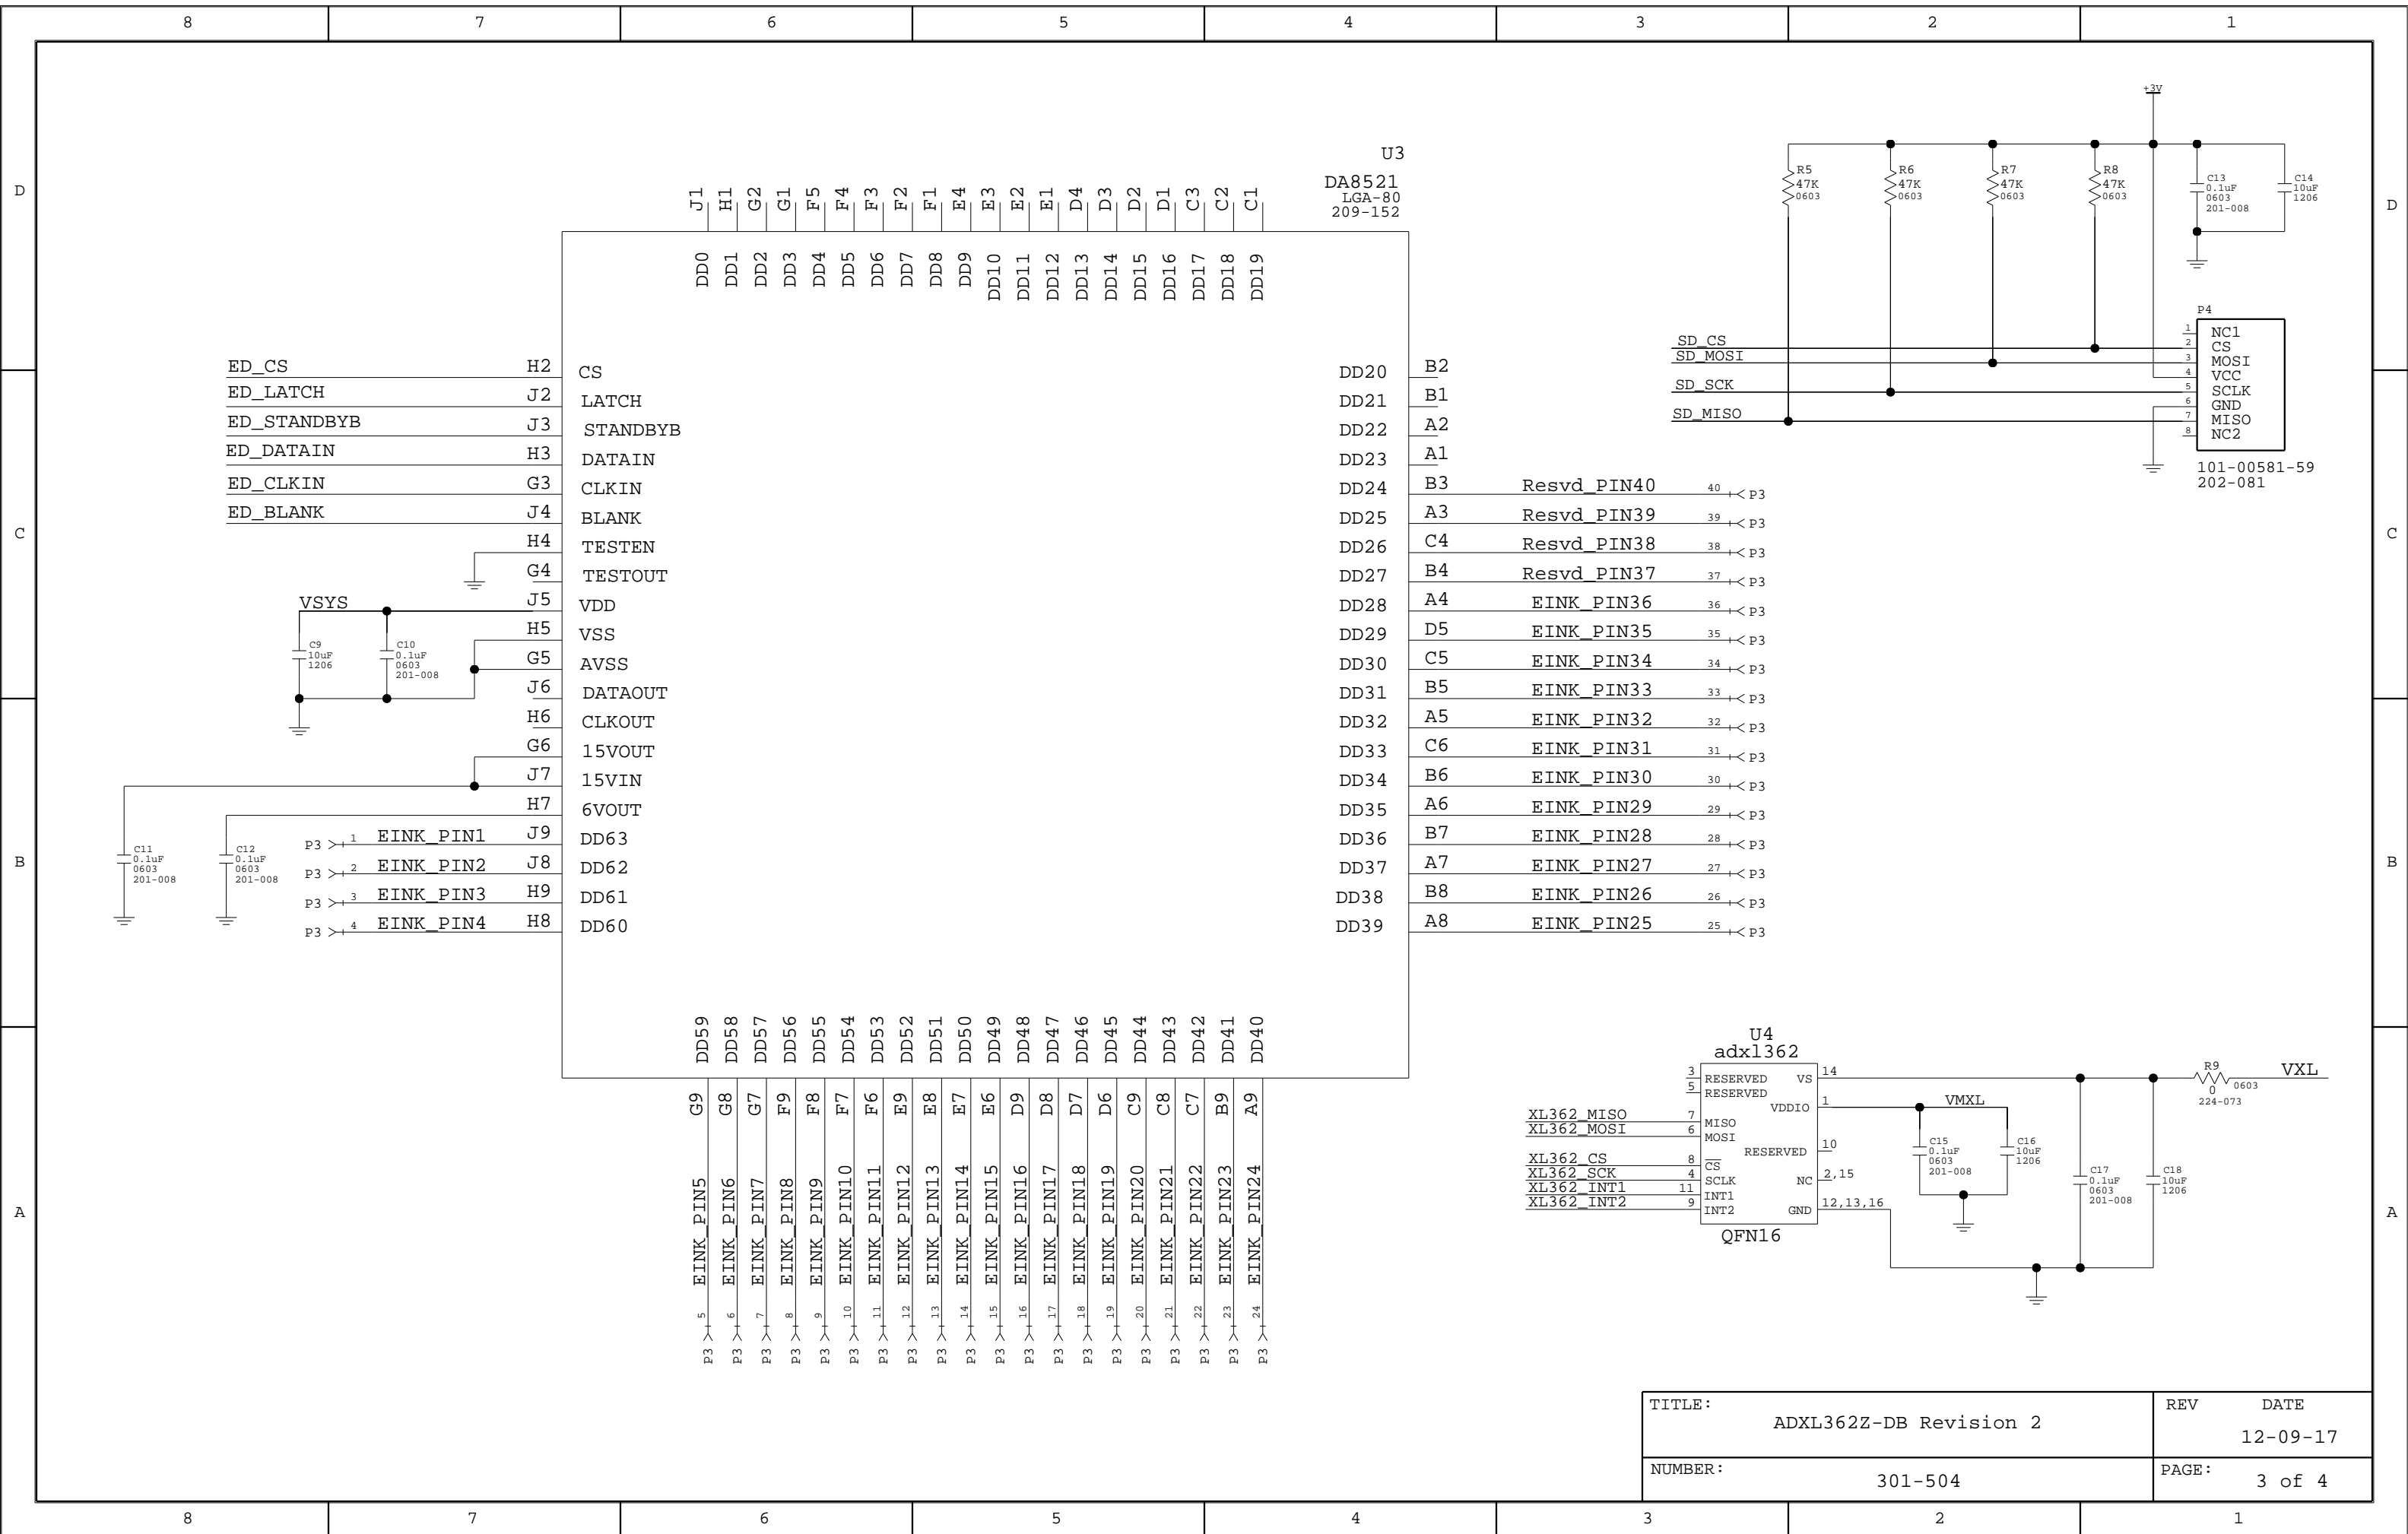 8 7 6 5 4 3 2 1
D
C
B
A
D
C
B
A
U3
DA8521
LGA-80
209-152
J1 H1 G2 G1 F5 F4 F3 F2 F1 E4 E3 E2 E1 D4 D3 D2 D1 C3 C2 C1
DD0 DD1 DD2 DD3 DD4 DD5 DD6 DD7 DD8 DD9 DD10 DD11 DD12 DD13 DD14 DD15 DD16 DD17 DD18 DD19
ED_CS H2 CS
ED_LATCH J2 LATCH
ED_STANDBYB J3 STANDBYB
ED_DATAIN H3 DATAIN
ED_CLKIN G3 CLKIN
ED_BLANK J4 BLANK
H4 TESTEN
G4 TESTOUT
VSYS J5 VDD
H5 VSS
G5 AVSS
J6 DATAOUT
H6 CLKOUT
G6 15VOUT
J7 15VIN
H7 6VOUT
P3 1 EINK_PIN1 J9 DD63
P3 2 EINK_PIN2 J8 DD62
P3 3 EINK_PIN3 H9 DD61
P3 4 EINK_PIN4 H8 DD60
C9
10uF
1206
C10
0.1uF
0603
201-008
C11
0.1uF
0603
201-008
C12
0.1uF
0603
201-008
DD20 B2
DD21 B1
DD22 A2
DD23 A1
DD24 B3 Resvd_PIN40 40 P3
DD25 A3 Resvd_PIN39 39 P3
DD26 C4 Resvd_PIN38 38 P3
DD27 B4 Resvd_PIN37 37 P3
DD28 A4 EINK_PIN36 36 P3
DD29 D5 EINK_PIN35 35 P3
DD30 C5 EINK_PIN34 34 P3
DD31 B5 EINK_PIN33 33 P3
DD32 A5 EINK_PIN32 32 P3
DD33 C6 EINK_PIN31 31 P3
DD34 B6 EINK_PIN30 30 P3
DD35 A6 EINK_PIN29 29 P3
DD36 B7 EINK_PIN28 28 P3
DD37 A7 EINK_PIN27 27 P3
DD38 B8 EINK_PIN26 26 P3
DD39 A8 EINK_PIN25 25 P3
DD59 DD58 DD57 DD56 DD55 DD54 DD53 DD52 DD51 DD50 DD49 DD48 DD47 DD46 DD45 DD44 DD43 DD42 DD41 DD40
G9 G8 G7 F9 F8 F7 F6 E9 E8 E7 E6 D9 D8 D7 D6 C9 C8 C7 B9 A9
EINK_PIN5 EINK_PIN6 EINK_PIN7 EINK_PIN8 EINK_PIN9 EINK_PIN10 EINK_PIN11 EINK_PIN12 EINK_PIN13 EINK_PIN14 EINK_PIN15 EINK_PIN16 EINK_PIN17 EINK_PIN18 EINK_PIN19 EINK_PIN20 EINK_PIN21 EINK_PIN22 EINK_PIN23 EINK_PIN24
5 6 7 8 9 10 11 12 13 14 15 16 17 18 19 20 21 22 23 24
P3 P3 P3 P3 P3 P3 P3 P3 P3 P3 P3 P3 P3 P3 P3 P3 P3 P3 P3 P3
+3V
R5
47K
0603
R6
47K
0603
R7
47K
0603
R8
47K
0603
C13
0.1uF
0603
201-008
C14
10uF
1206
P4
1 NC1
SD_CS 2 CS
SD_MOSI 3 MOSI
4 VCC
SD_SCK 5 SCLK
6 GND
SD_MISO 7 MISO
8 NC2
101-00581-59
202-081
U4
adxl362
3 RESERVED VS 14
5 RESERVED
VDDIO 1 VMXL
XL362_MISO 7 MISO
XL362_MOSI 6 MOSI
RESERVED 10
XL362_CS 8 CS
XL362_SCK 4 SCLK NC 2,15
XL362_INT1 11 INT1
XL362_INT2 9 INT2 GND 12,13,16
QFN16
R9
0 0603
224-073
VXL
C15
0.1uF
0603
201-008
C16
10uF
1206
C17
0.1uF
0603
201-008
C18
10uF
1206
TITLE: ADXL362Z-DB Revision 2
REV DATE
12-09-17
NUMBER: 301-504
PAGE: 3 of 4
8 7 6 5 4 3 2 1